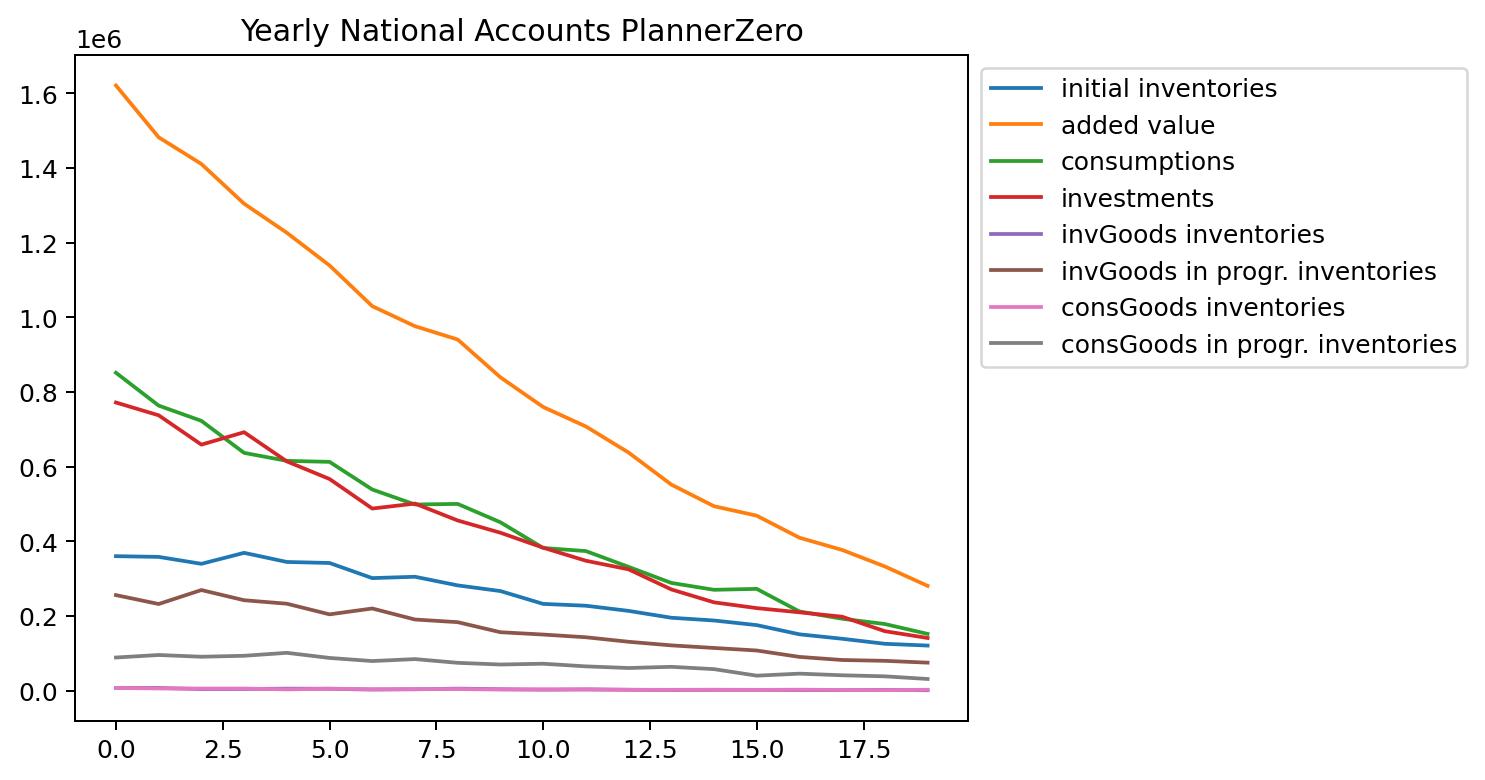 Yearly National Accounts PlannerZero
1e6
1.6
1.4
1.2
1.0
0.8
0.6
0.4
0.2
0.0
0.0 2.5 5.0 7.5 10.0 12.5 15.0 17.5
initial inventories
added value
consumptions
investments
invGoods inventories
invGoods in progr. inventories
consGoods inventories
consGoods in progr. inventories